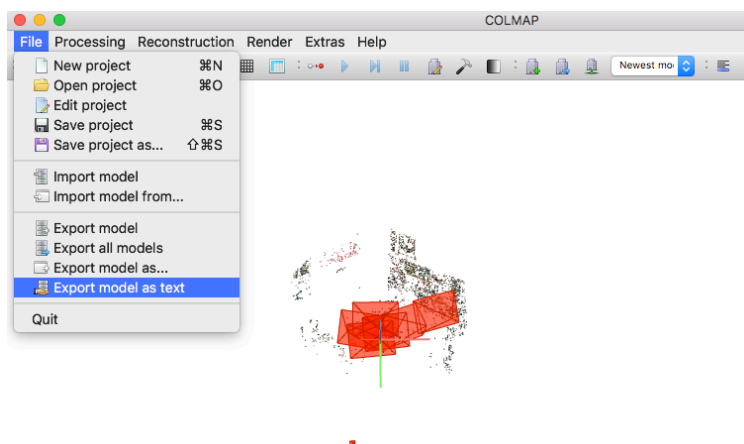 COLMAP
File Processing Reconstruction Render Extras Help
New project ⌘N
Open project ⌘O
Edit project
Save project ⌘S
Save project as... ⇧⌘S
Import model
Import model from...
Export model
Export all models
Export model as...
Export model as text
Quit
Newest mo